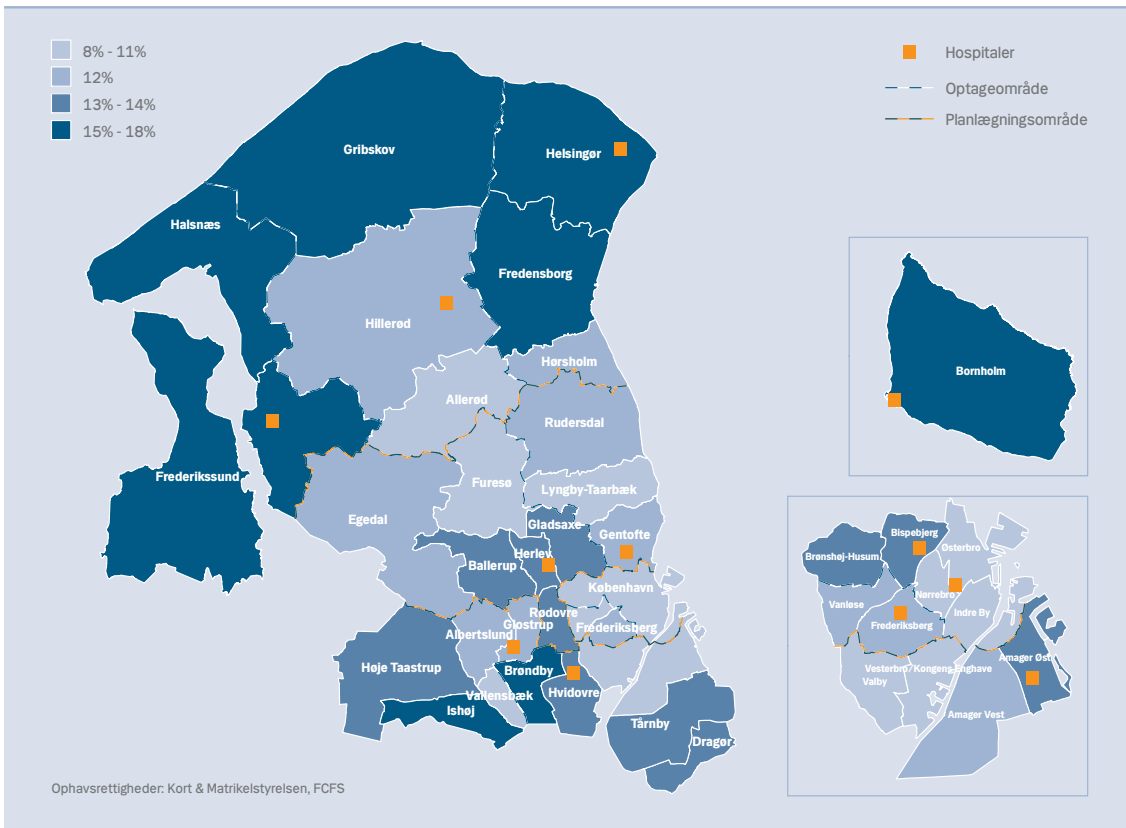 8% - 11%
12%
13% - 14%
15% - 18%
Hospitaler
Optageområde
Planlægningsområde
Gribskov
Helsingør
Halsnæs
Fredensborg
Hillerød
Hørsholm
Allerød
Rudersdal
Frederikssund
Furesø
Lyngby-Taarbæk
Egedal
Gladsaxe
Gentofte
Herlev
Ballerup
København
Rødovre
Glostrup
Frederiksberg
Albertslund
Høje Taastrup
Brøndby
Vallensbæk
Hvidovre
Ishøj
Tårnby
Dragør
Bornholm
Bispebjerg
Brønshøj-Husum
Østerbro
Nørrebro
Vanløse
Indre By
Frederiksberg
Amager Øst
Vesterbro/Kongens Enghave
Valby
Amager Vest
Ophavsrettigheder: Kort & Matrikelstyrelsen, FCFS